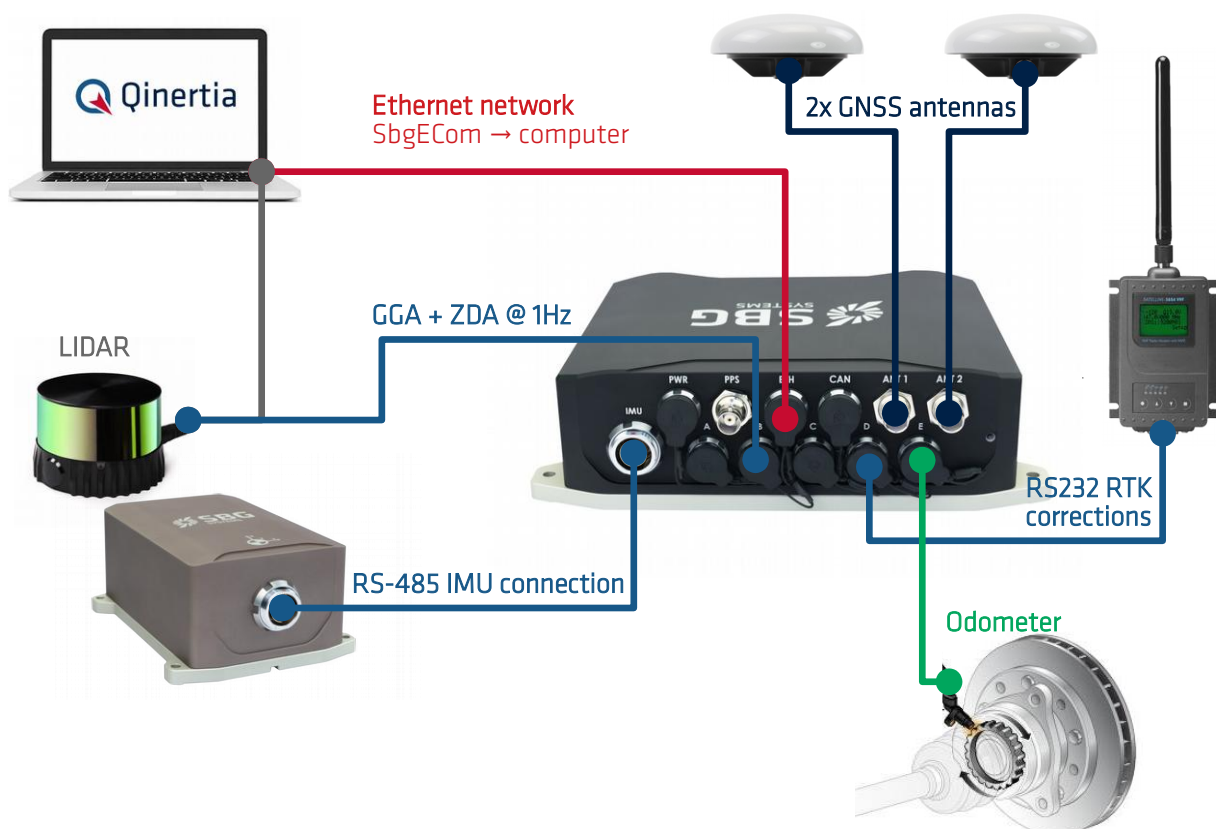 Qinertia
Ethernet network
SbgECom → computer
2x GNSS antennas
GGA + ZDA @ 1Hz
LIDAR
SBG
SYSTEMS
PWR
PPS
ETH
CAN
ANT 1
ANT 2
IMU
A
B
C
D
E
RS232 RTK
corrections
SBG
RS-485 IMU connection
Odometer